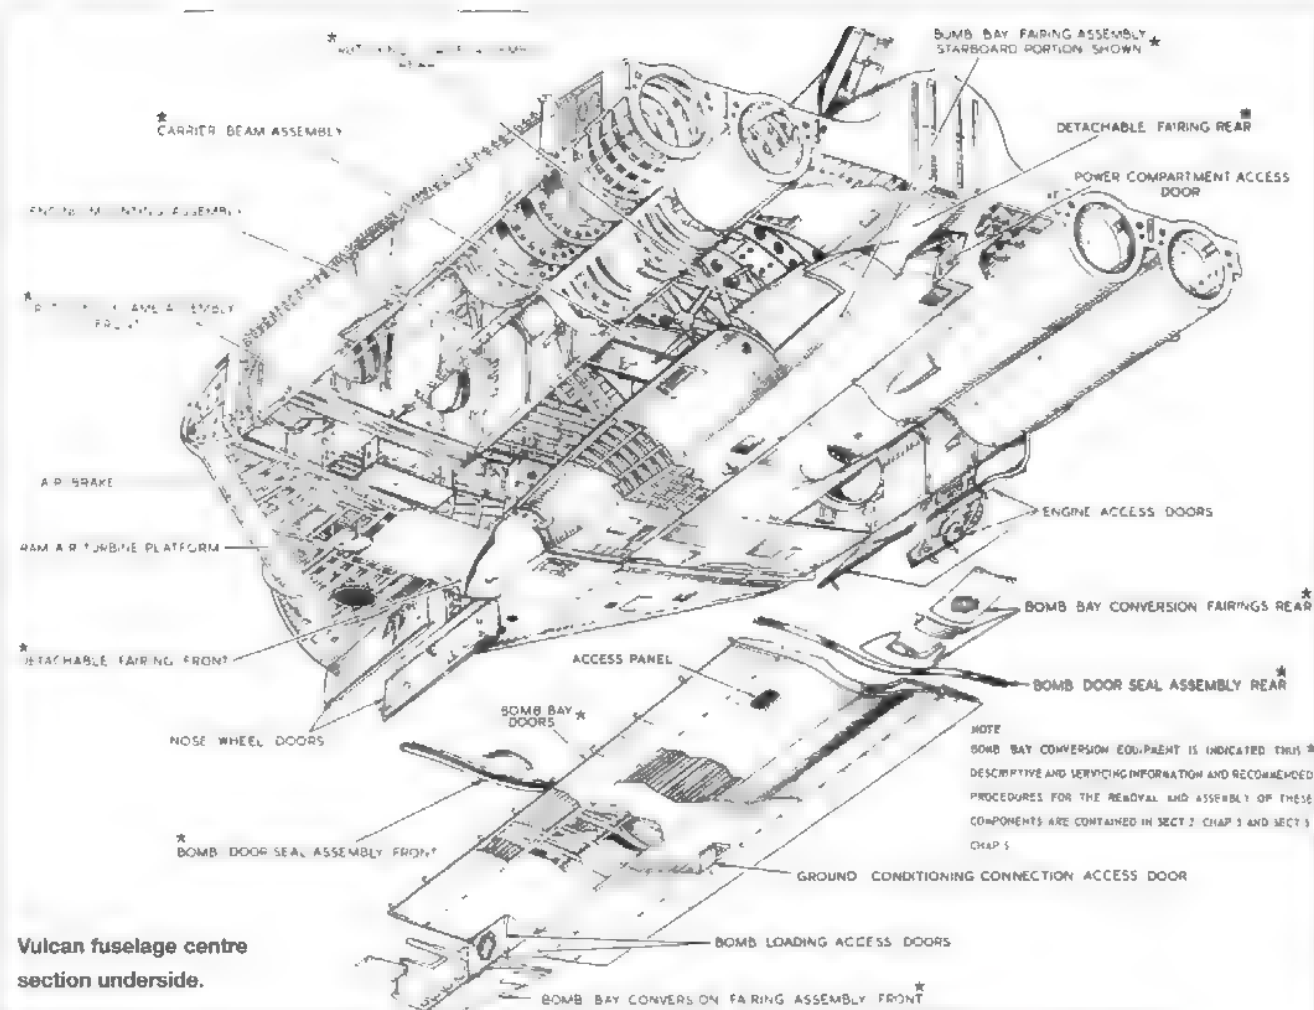 BOMB BAY FAIRING ASSEMBLY
STARBOARD PORTION SHOWN *
* CARRIER BEAM ASSEMBLY
DETACHABLE FAIRING REAR *
POWER COMPARTMENT ACCESS
DOOR
ASSEMBLY
FRONT
AIR BRAKE
RAM AIR TURBINE PLATFORM
ENGINE ACCESS DOORS
BOMB BAY CONVERSION FAIRINGS REAR *
* DETACHABLE FAIRING FRONT
ACCESS PANEL
BOMB DOOR SEAL ASSEMBLY REAR *
BOMB BAY
DOORS *
NOSE WHEEL DOORS
NOTE
BOMB BAY CONVERSION EQUIPMENT IS INDICATED THUS *
DESCRIPTIVE AND SERVICING INFORMATION AND RECOMMENDED
PROCEDURES FOR THE REMOVAL AND ASSEMBLY OF THESE
COMPONENTS ARE CONTAINED IN SECT 2 CHAP AND SECT
CHAP
* BOMB DOOR SEAL ASSEMBLY FRONT
GROUND CONDITIONING CONNECTION ACCESS DOOR
BOMB LOADING ACCESS DOORS
BOMB BAY CONVERSION FAIRING ASSEMBLY FRONT *
Vulcan fuselage centre
section underside.